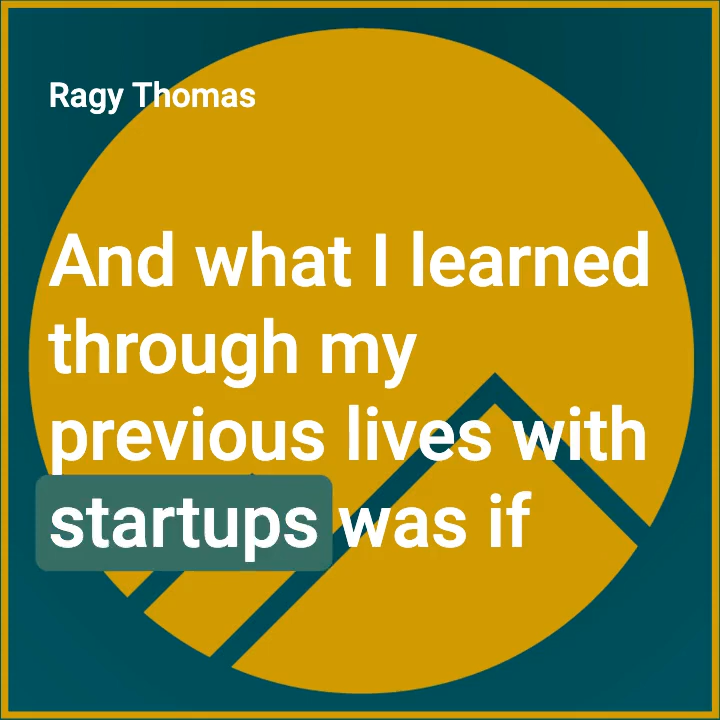 Ragy Thomas
And what I learned
through my
previous lives with
startups was if